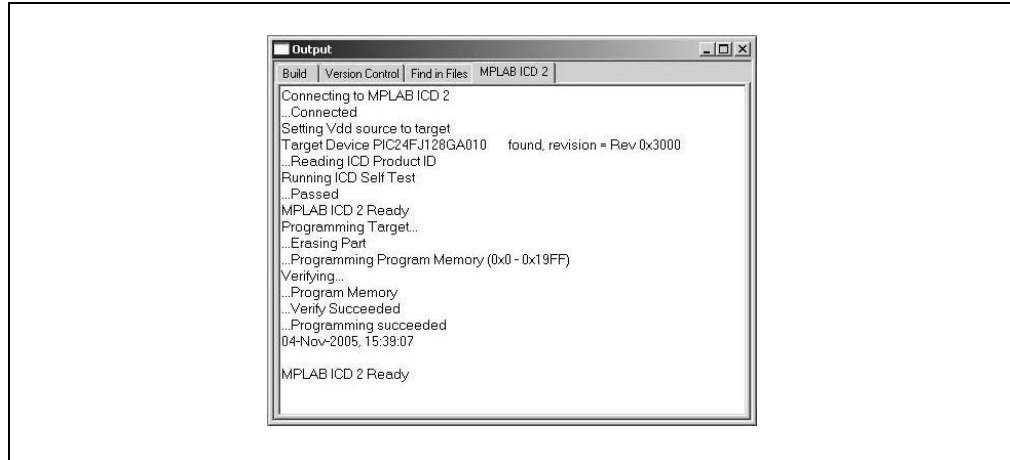 Output
Build Version Control Find in Files MPLAB ICD 2
Connecting to MPLAB ICD 2
...Connected
Setting Vdd source to target
Target Device PIC24FJ128GA010 found, revision = Rev 0x3000
...Reading ICD Product ID
Running ICD Self Test
...Passed
MPLAB ICD 2 Ready
Programming Target...
...Erasing Part
...Programming Program Memory (0x0 - 0x19FF)
Verifying...
...Program Memory
...Verify Succeeded
...Programming succeeded
04-Nov-2005, 15:39:07
MPLAB ICD 2 Ready